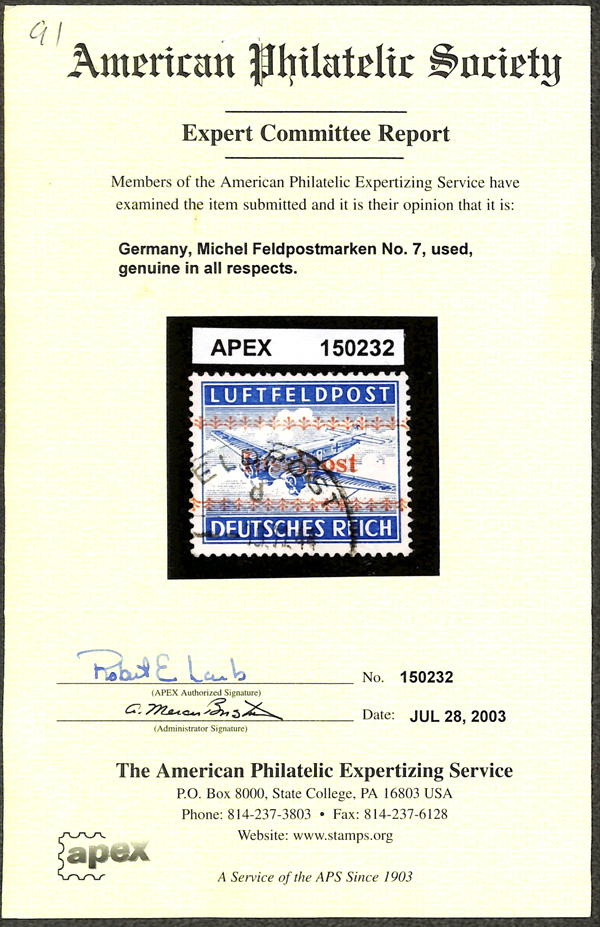 91
American Philatelic Society
Expert Committee Report
Members of the American Philatelic Expertizing Service have
examined the item submitted and it is their opinion that it is:
Germany, Michel Feldpostmarken No. 7, used,
genuine in all respects.
APEX 150232
LUFTFELDPOST
DEUTSCHES REICH
Robert E. Laub
No. 150232
(APEX Authorized Signature)
Date: JUL 28, 2003
(Administrator Signature)
The American Philatelic Expertizing Service
P.O. Box 8000, State College, PA 16803 USA
Phone: 814-237-3803 • Fax: 814-237-6128
Website: www.stamps.org
apex
A Service of the APS Since 1903